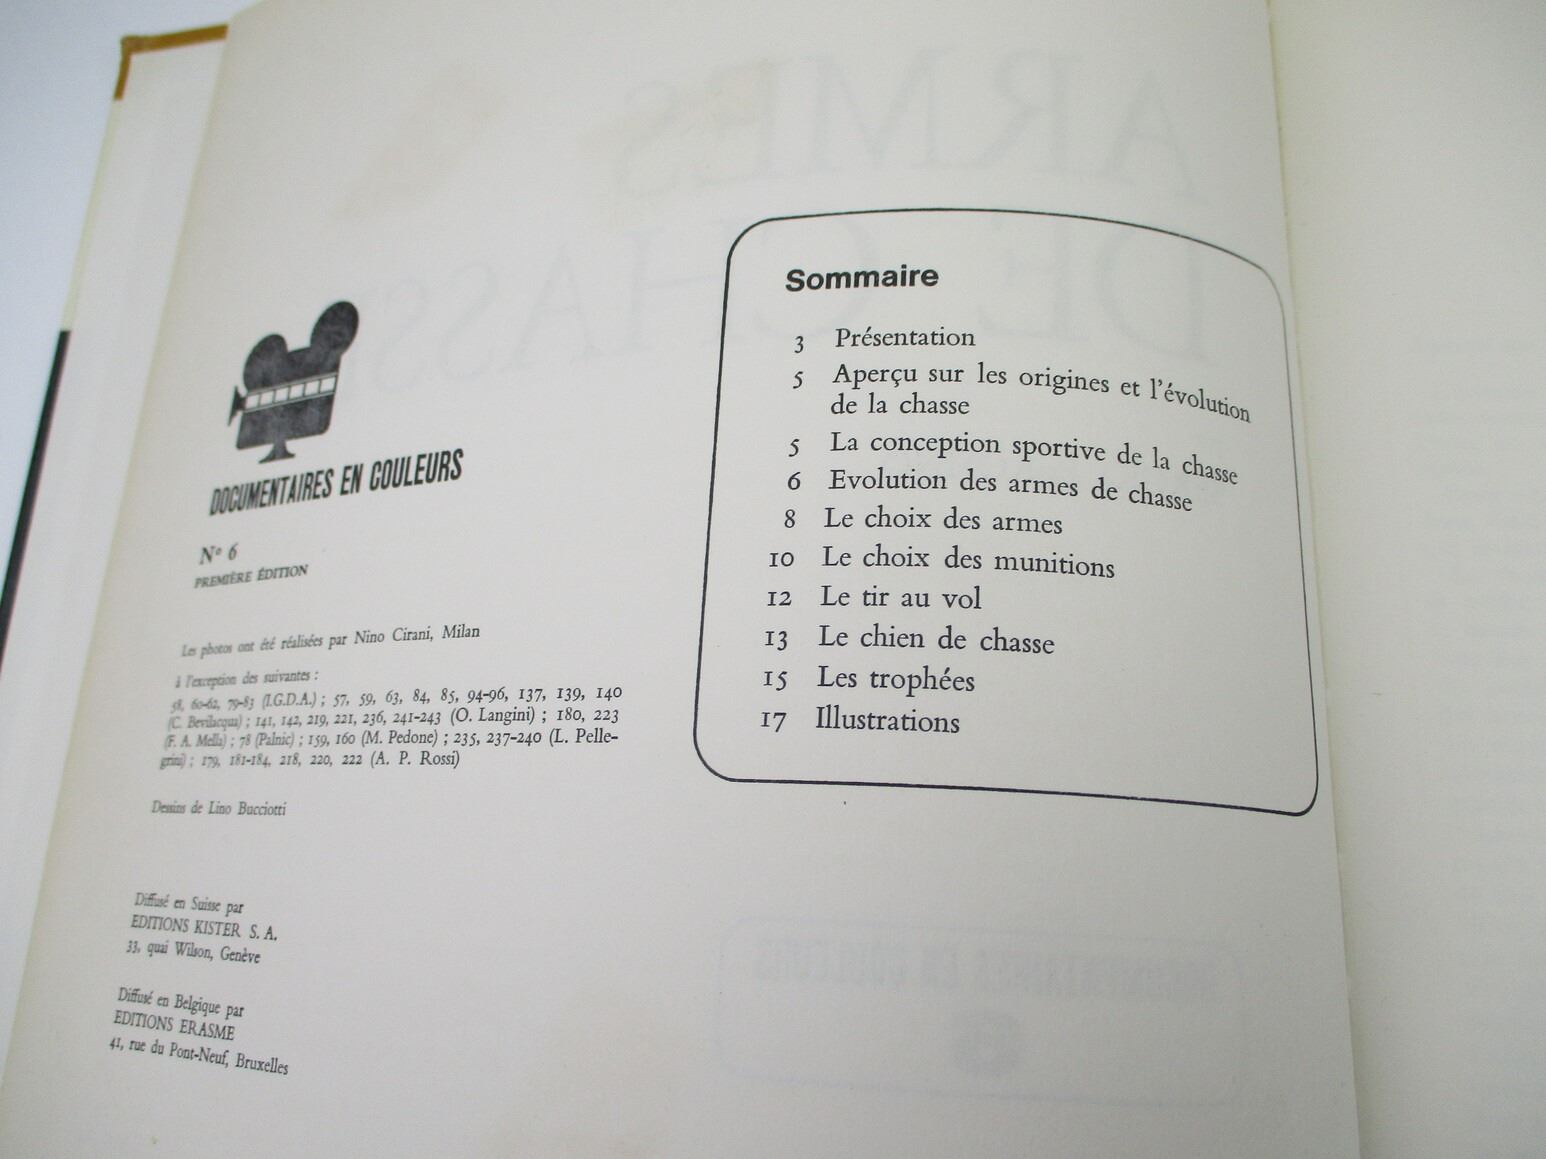 DOCUMENTAIRES EN COULEURS
Nº 6
PREMIÈRE ÉDITION
Les photos ont été réalisées par Nino Cirani, Milan
à l'exception des suivantes :
58, 60-62, 79-83 (I.G.D.A.) ; 57, 59, 63, 84, 85, 94-96, 137, 139, 140
(C. Bevilacqua) ; 141, 142, 219, 221, 236, 241-243 (O. Langini) ; 180, 223
(F. A. Mella) ; 78 (Palnic) ; 159, 160 (M. Pedone) ; 235, 237-240 (L. Pelle-
grini) ; 179, 181-184, 218, 220, 222 (A. P. Rossi)
Dessins de Lino Bucciotti
Diffusé en Suisse par
EDITIONS KISTER S. A.
33, quai Wilson, Genève
Diffusé en Belgique par
EDITIONS ERASME
41, rue du Pont-Neuf, Bruxelles
Sommaire
3 Présentation
5 Aperçu sur les origines et l'évolution
de la chasse
5 La conception sportive de la chasse
6 Evolution des armes de chasse
8 Le choix des armes
10 Le choix des munitions
12 Le tir au vol
13 Le chien de chasse
15 Les trophées
17 Illustrations
ARMES
DE CHASSE
DOCUMENTAIRES EN COULEURS